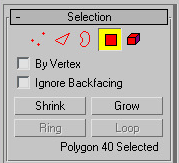 - Selection
By Vertex
Ignore Backfacing
Shrink Grow
Ring Loop
Polygon 40 Selected